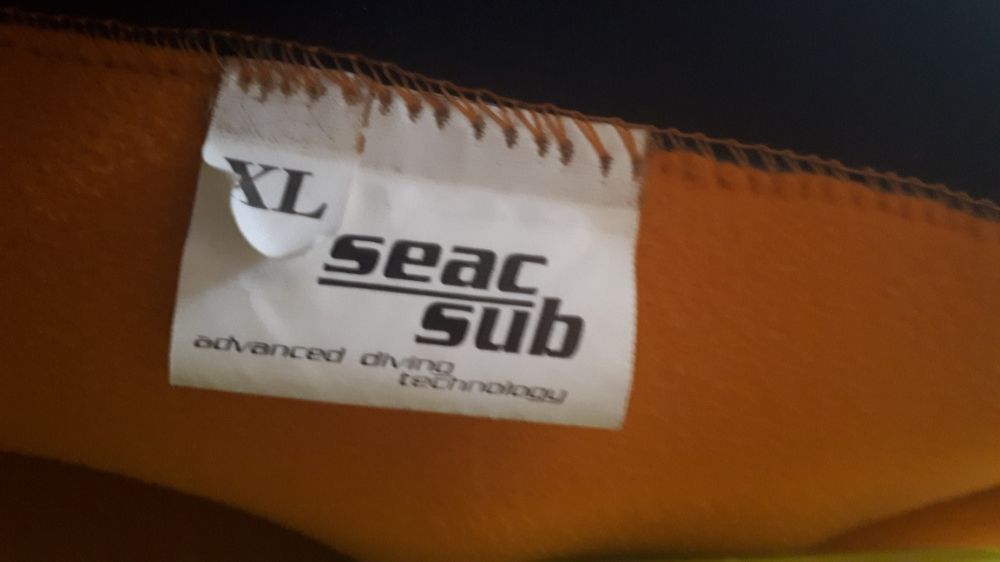 XL
seac
sub
advanced diving
technology